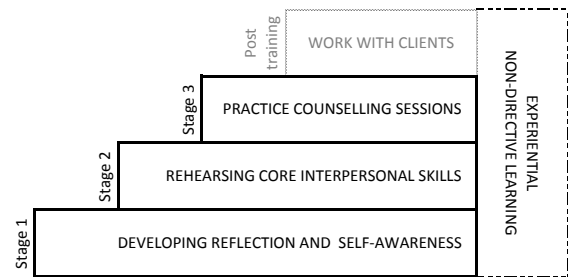 Post
training
WORK WITH CLIENTS
Stage 3
PRACTICE COUNSELLING SESSIONS
Stage 2
REHEARSING CORE INTERPERSONAL SKILLS
Stage 1
DEVELOPING REFLECTION AND SELF-AWARENESS
EXPERIENTIAL
NON-DIRECTIVE LEARNING